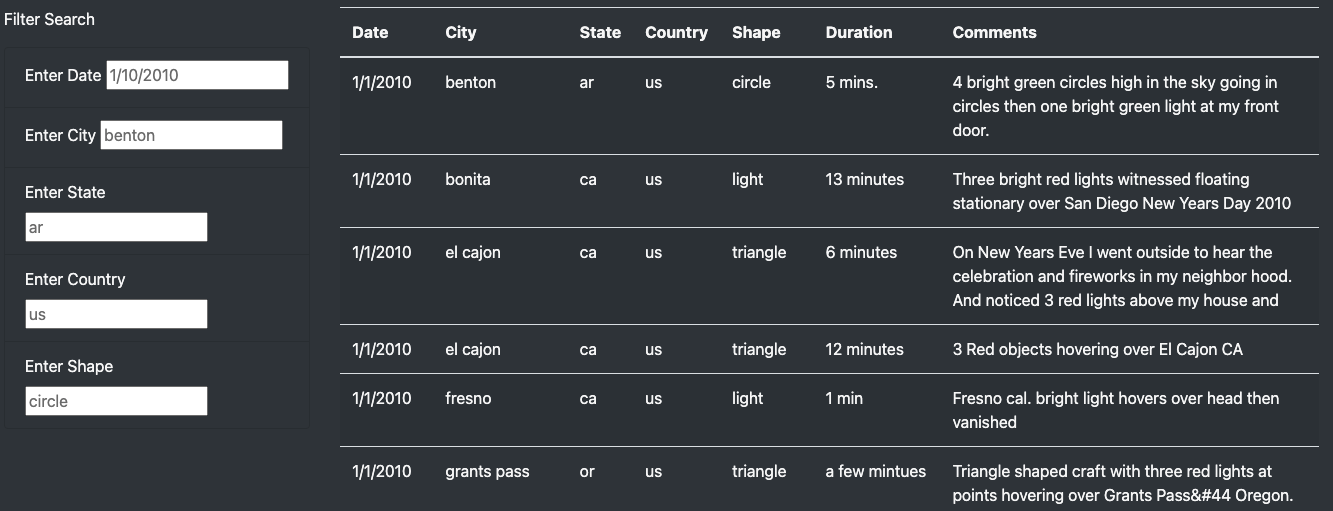 Filter Search
Enter Date 1/10/2010
Enter City benton
Enter State
ar
Enter Country
us
Enter Shape
circle
Date City State Country Shape Duration Comments
1/1/2010 benton ar us circle 5 mins. 4 bright green circles high in the sky going in
circles then one bright green light at my front
door.
1/1/2010 bonita ca us light 13 minutes Three bright red lights witnessed floating
stationary over San Diego New Years Day 2010
1/1/2010 el cajon ca us triangle 6 minutes On New Years Eve I went outside to hear the
celebration and fireworks in my neighbor hood.
And noticed 3 red lights above my house and
1/1/2010 el cajon ca us triangle 12 minutes 3 Red objects hovering over El Cajon CA
1/1/2010 fresno ca us light 1 min Fresno cal. bright light hovers over head then
vanished
1/1/2010 grants pass or us triangle a few mintues Triangle shaped craft with three red lights at
points hovering over Grants Pass&#44 Oregon.